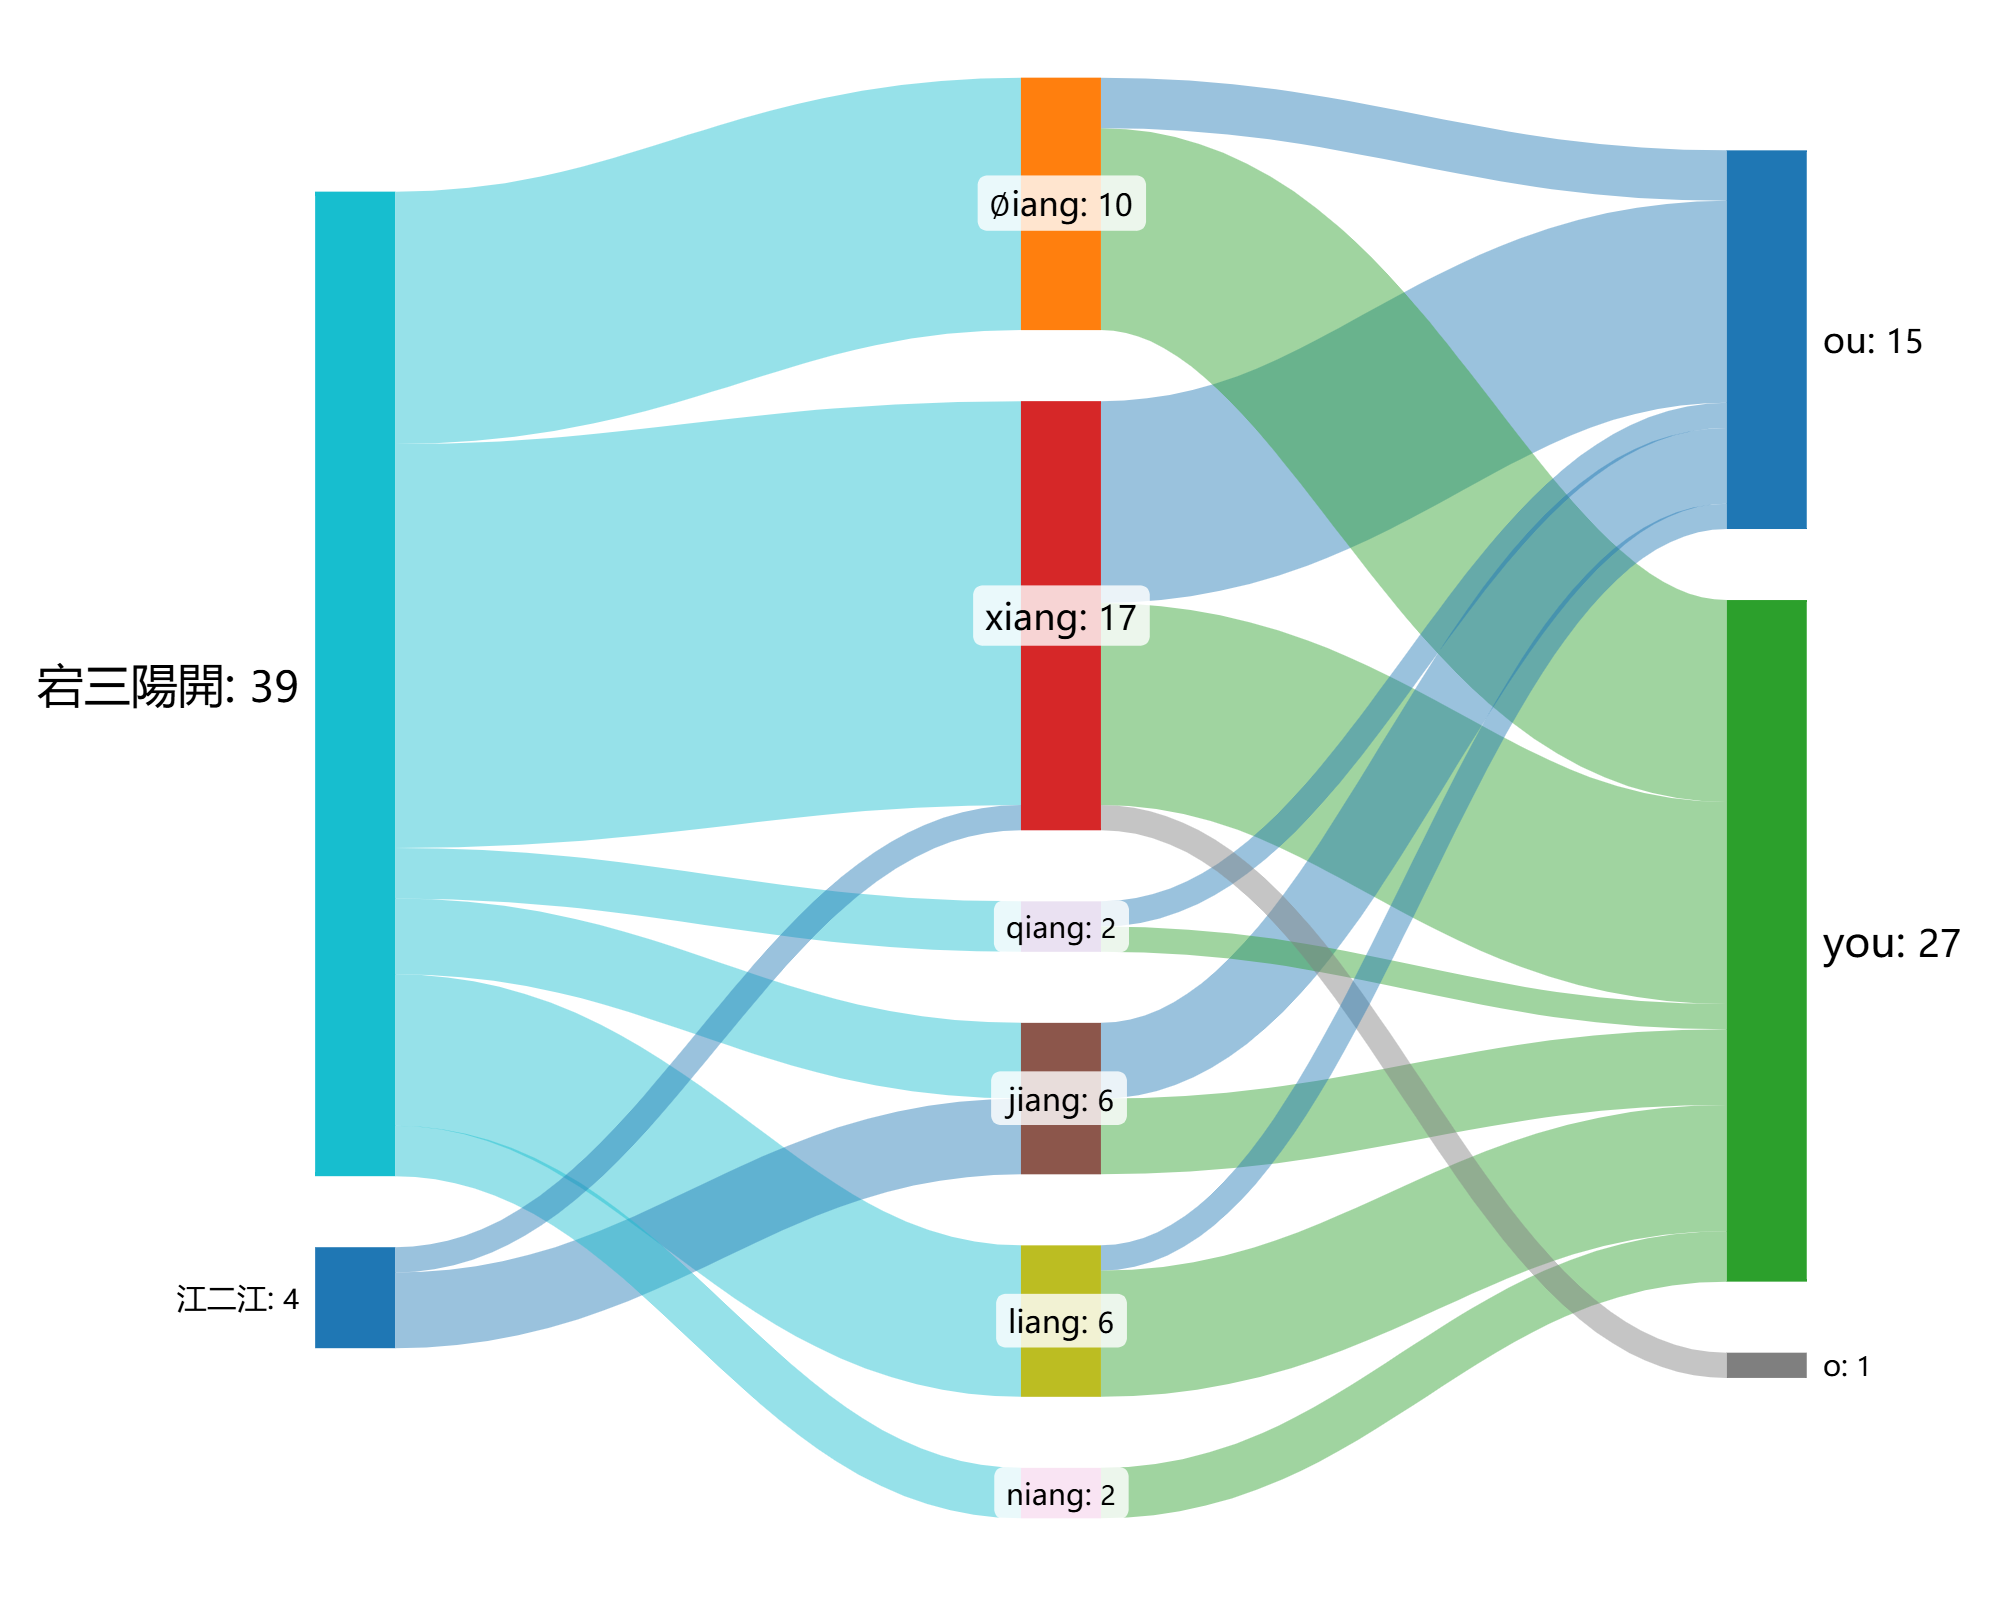 宕三陽開: 39
江二江: 4
∅iang: 10
xiang: 17
qiang: 2
jiang: 6
liang: 6
niang: 2
ou: 15
you: 27
o: 1